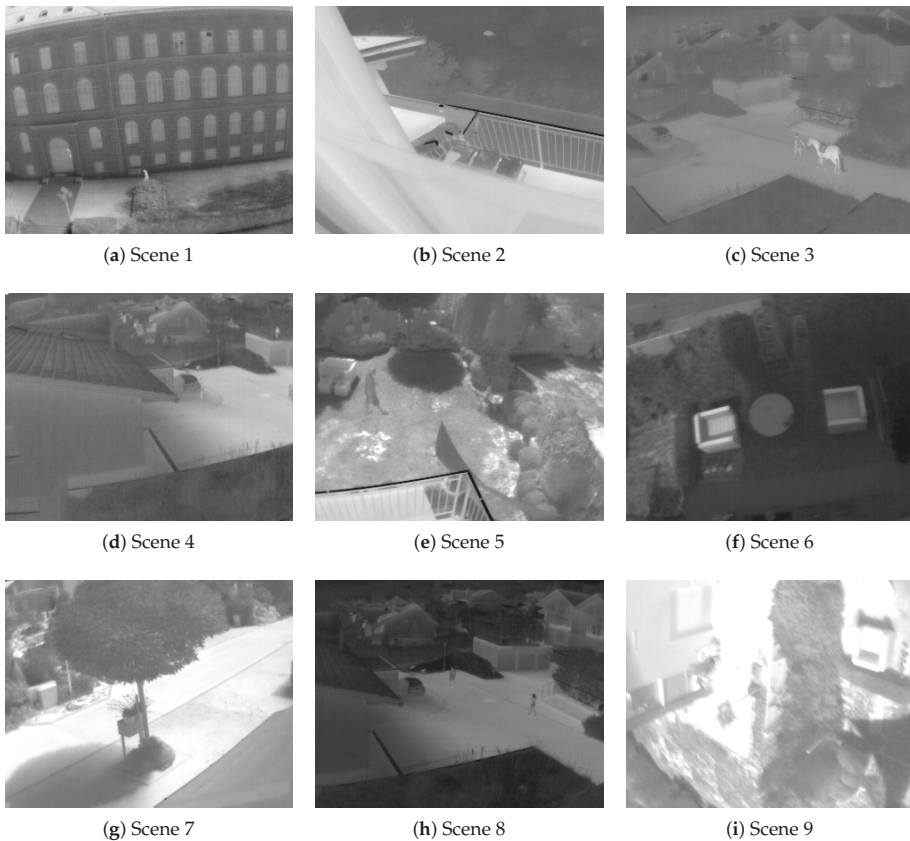 (a) Scene 1
(b) Scene 2
(c) Scene 3
(d) Scene 4
(e) Scene 5
(f) Scene 6
(g) Scene 7
(h) Scene 8
(i) Scene 9